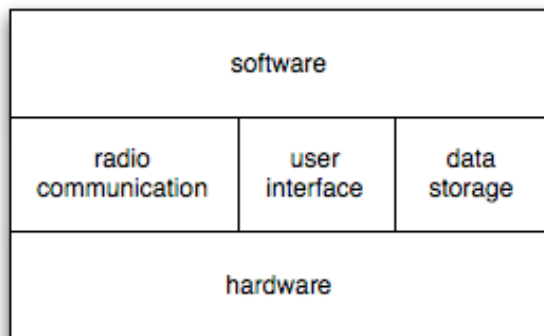 software
radio
communication
user
interface
data
storage
hardware